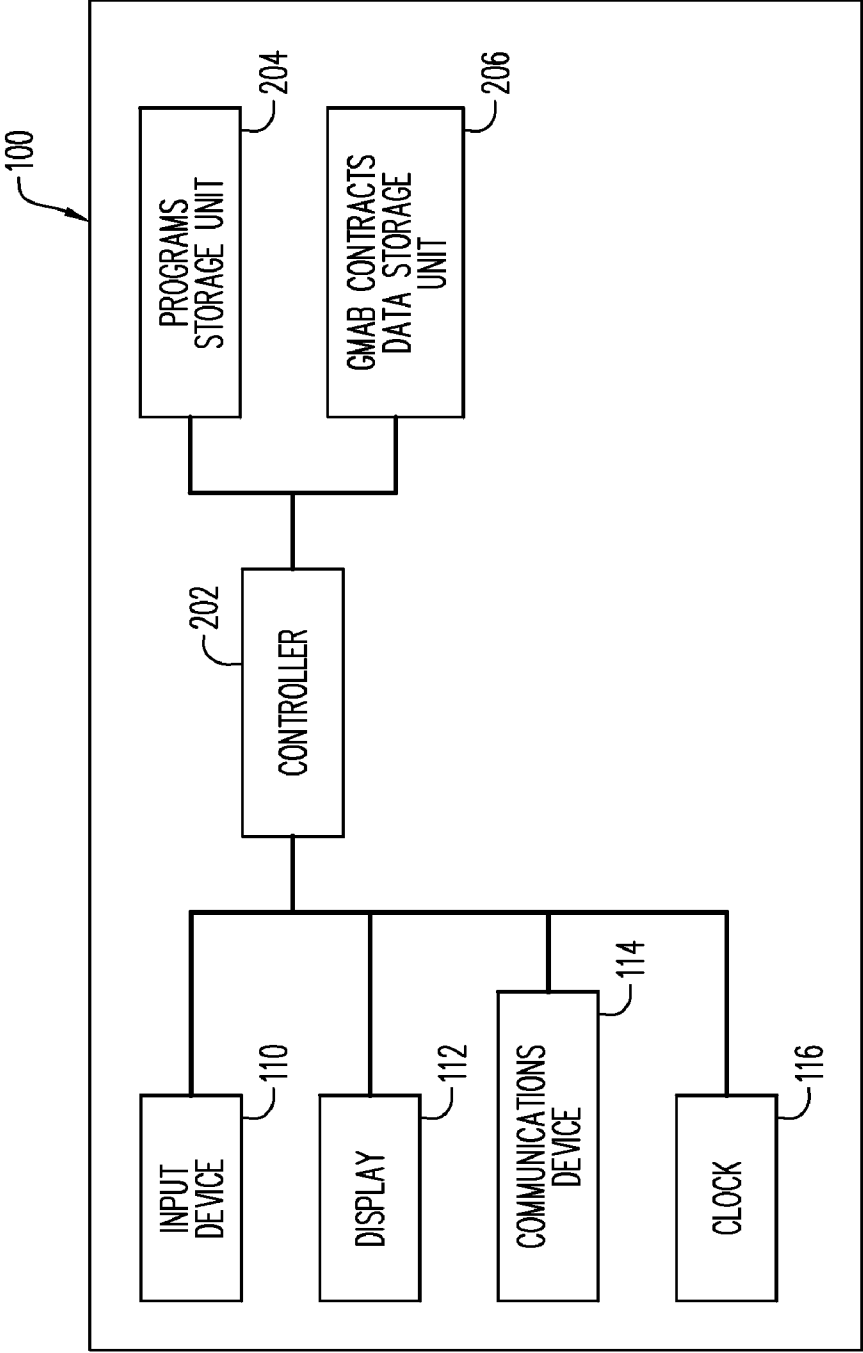 100
INPUT
DEVICE
110
DISPLAY
112
COMMUNICATIONS
DEVICE
114
CLOCK
116
CONTROLLER
202
PROGRAMS
STORAGE UNIT
204
GMAB CONTRACTS
DATA STORAGE
UNIT
206